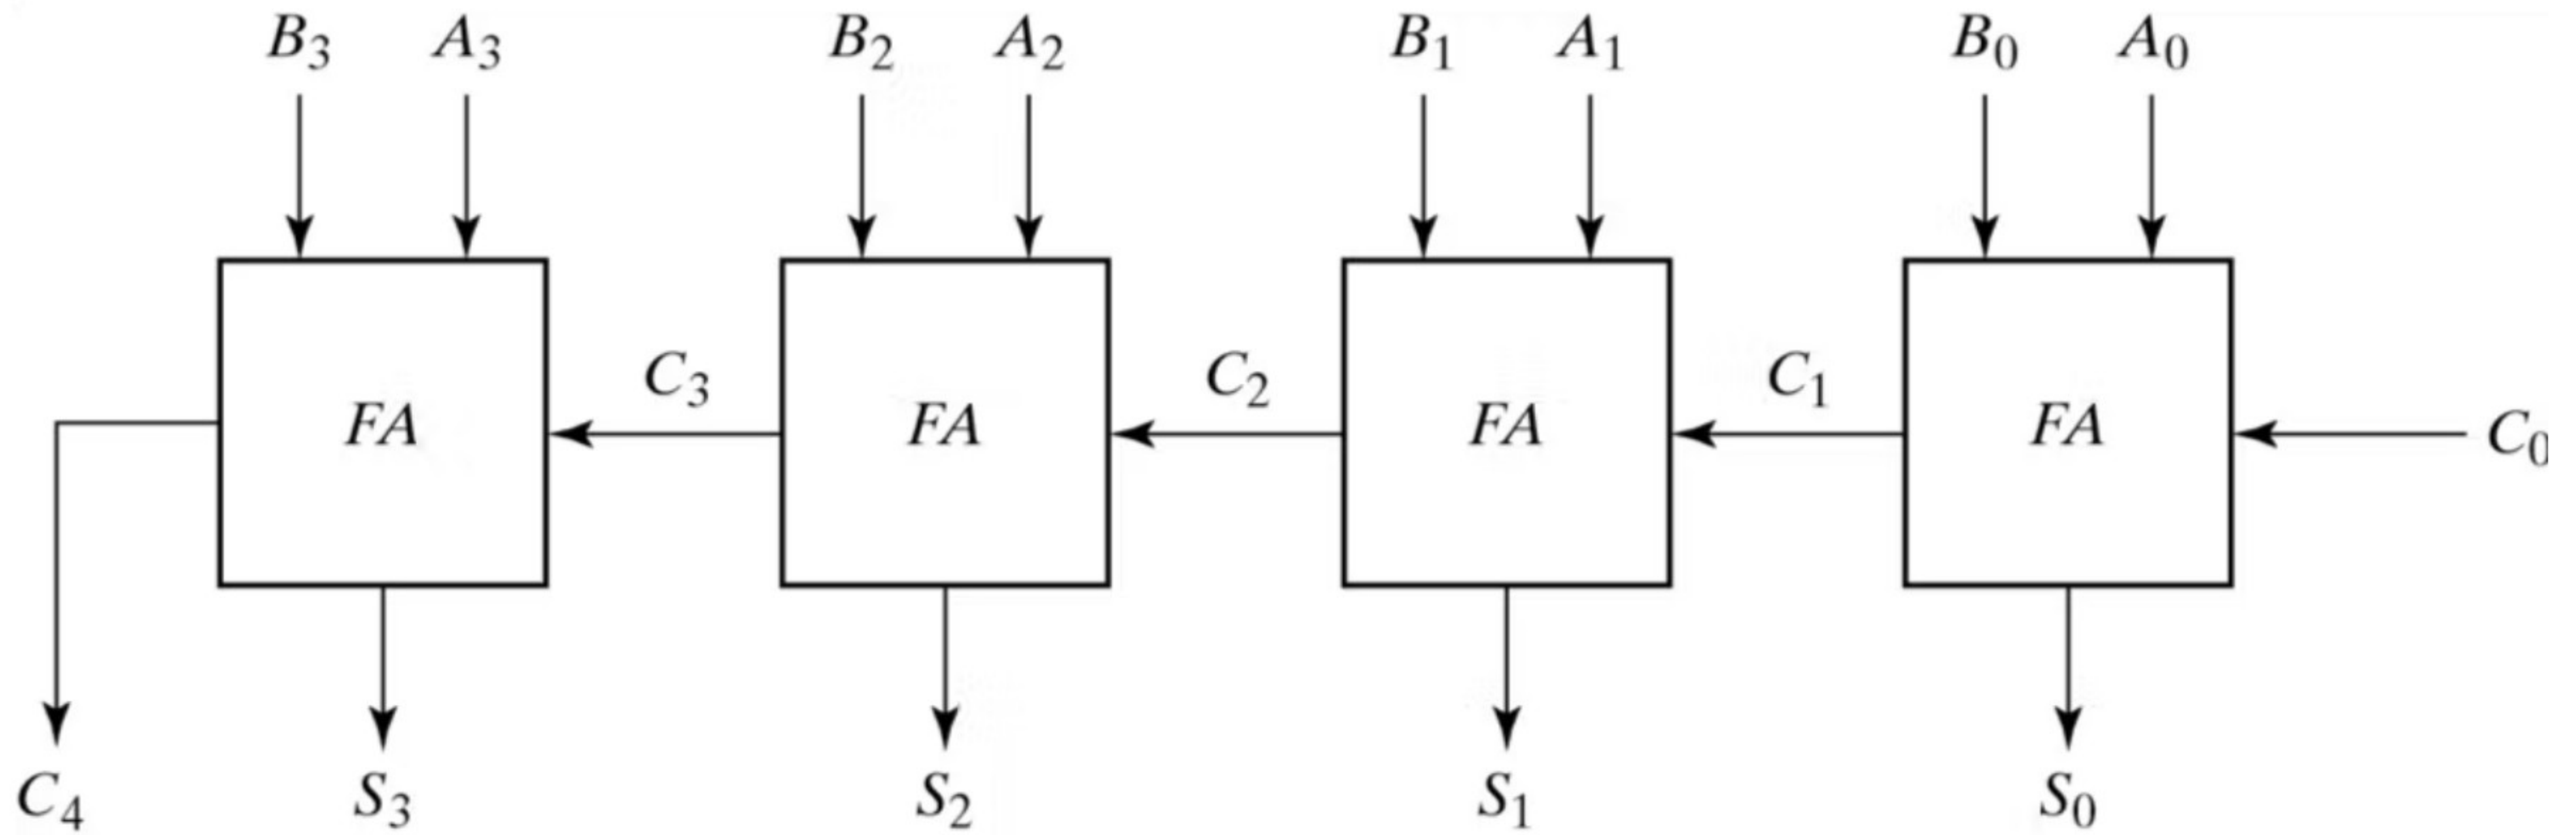 B₃ A₃ B₂ A₂ B₁ A₁ B₀ A₀
C₃ C₂ C₁
FA FA FA FA C₀
C₄ S₃ S₂ S₁ S₀